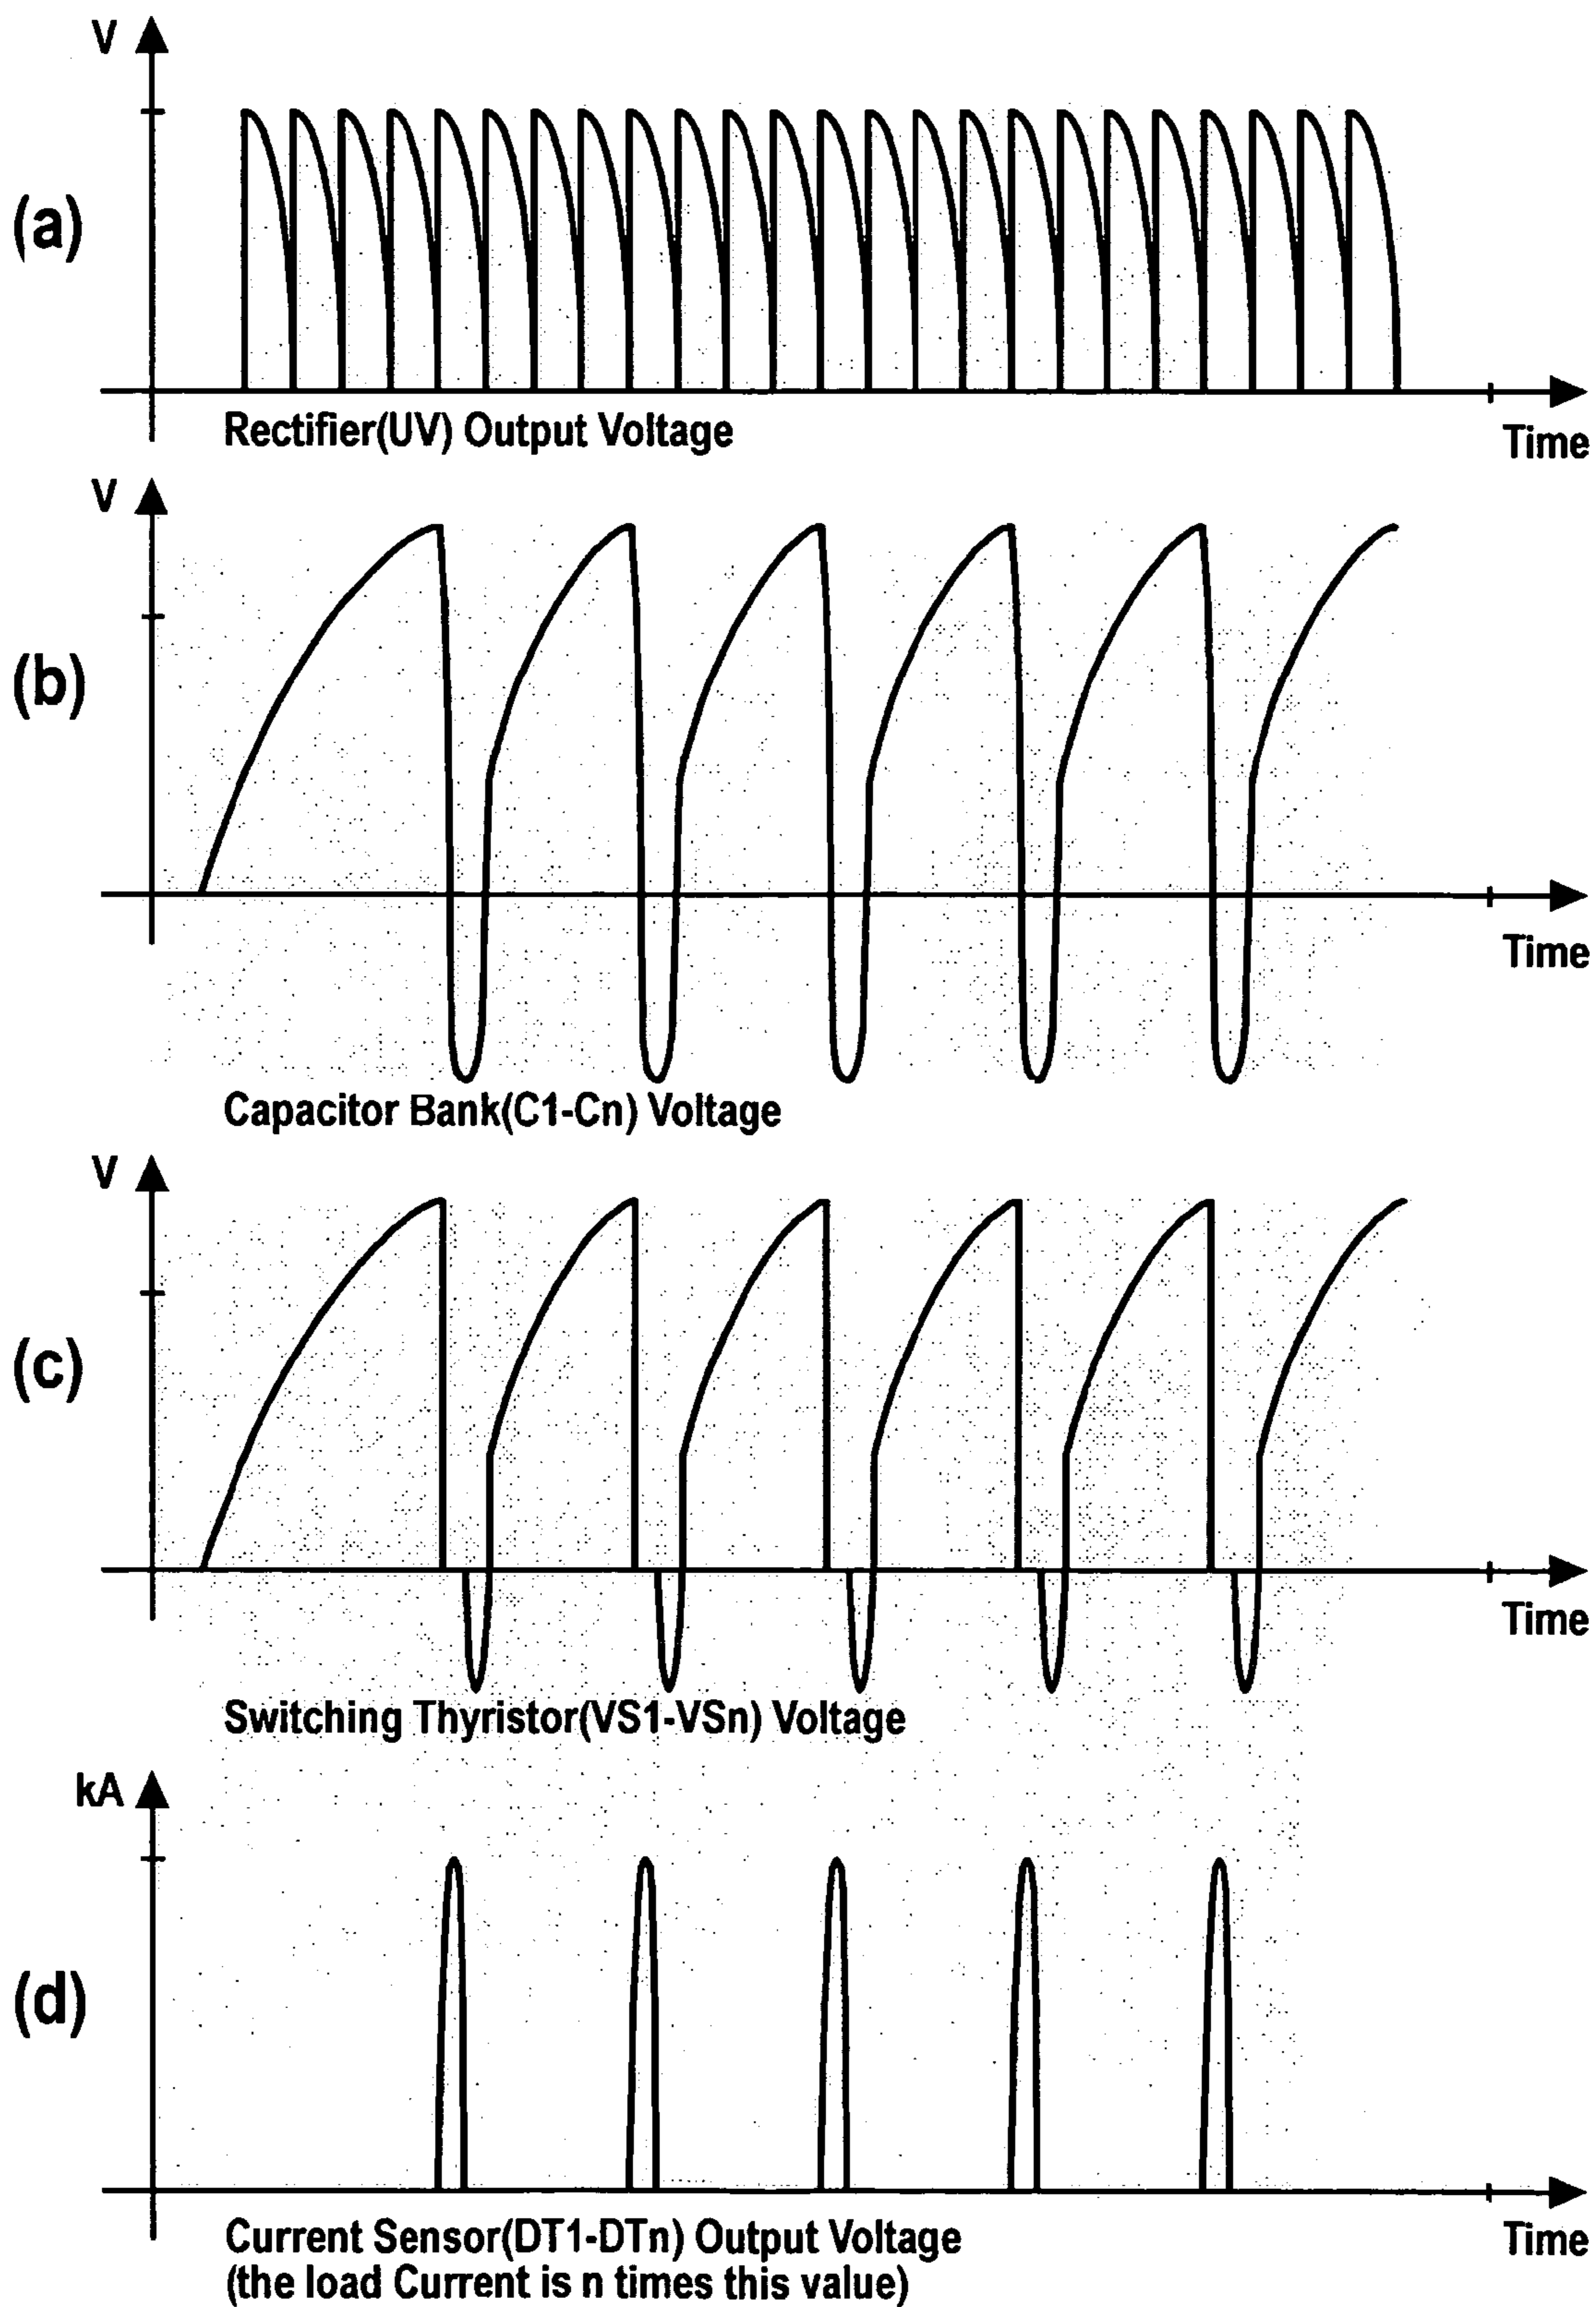 V
(a)
Rectifier(UV) Output Voltage
Time
V
(b)
Time
Capacitor Bank(C1-Cn) Voltage
V
(c)
Time
Switching Thyristor(VS1-VSn) Voltage
kA
(d)
Current Sensor(DT1-DTn) Output Voltage
Time
(the load Current is n times this value)